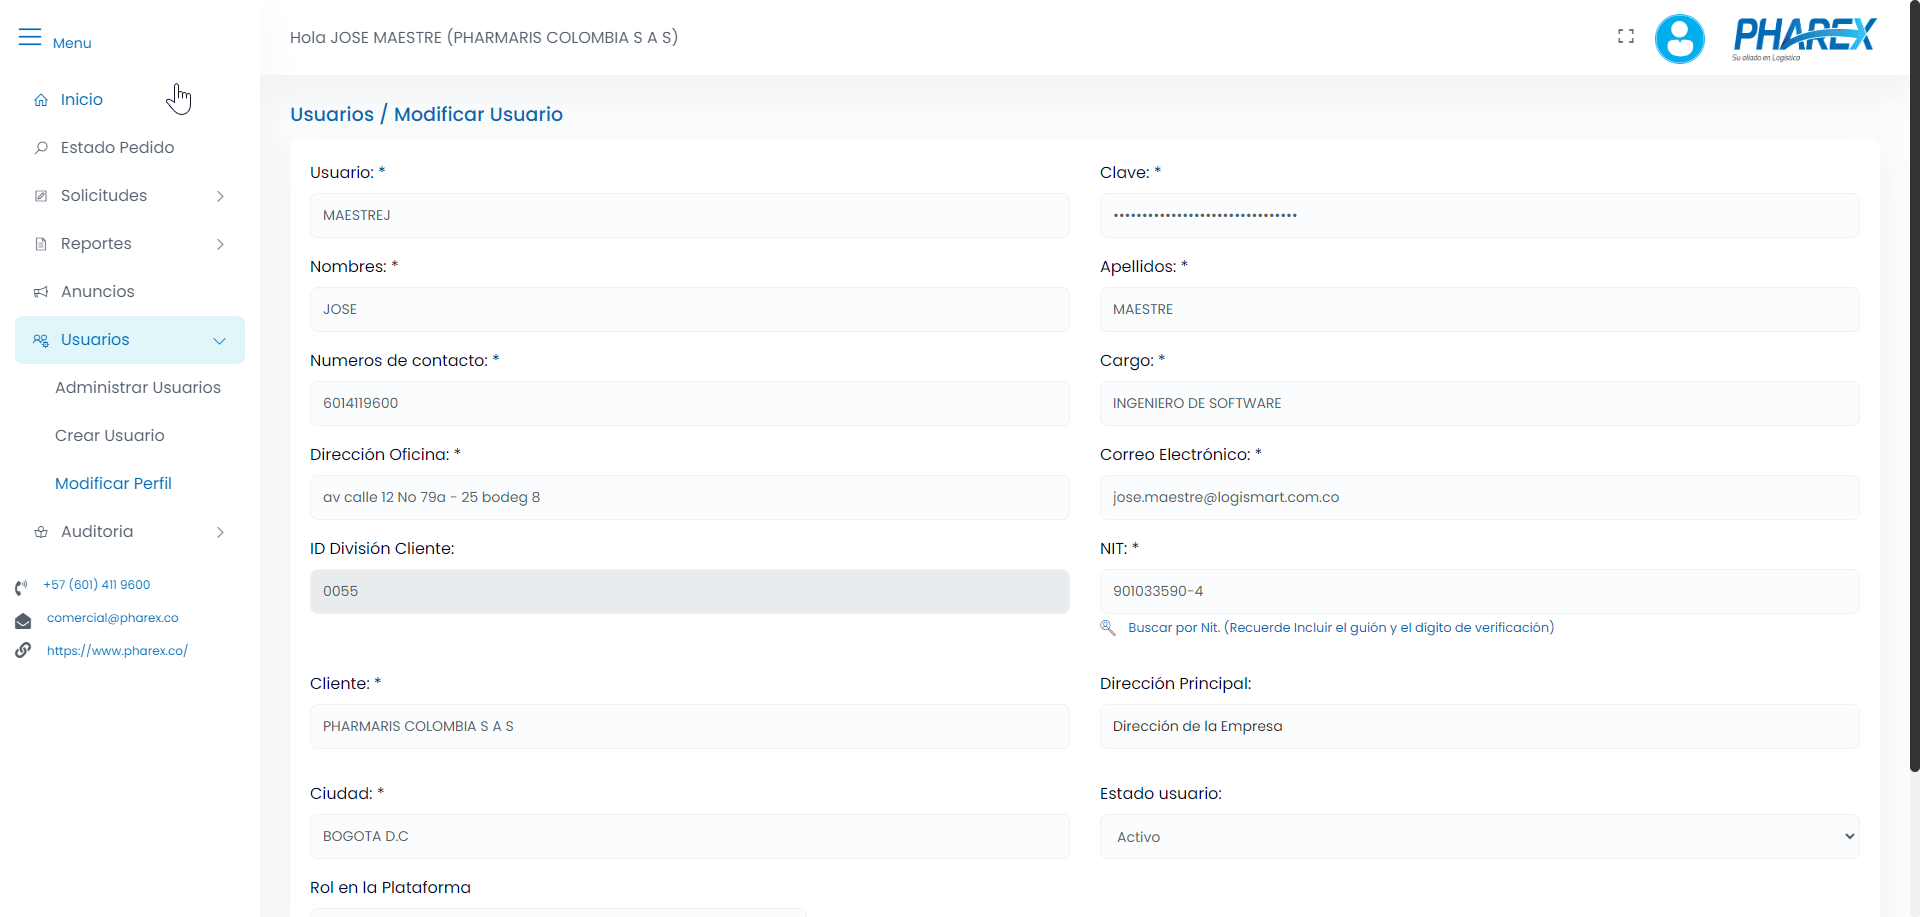 Menu
Hola JOSE MAESTRE (PHARMARIS COLOMBIA S A S)
PHAREX
Su aliado en Logística
Inicio
Estado Pedido
Solicitudes
Reportes
Anuncios
Usuarios
Administrar Usuarios
Crear Usuario
Modificar Perfil
Auditoria
+57 (601) 411 9600
comercial@pharex.co
https://www.pharex.co/
Usuarios / Modificar Usuario
Usuario: *
MAESTREJ
Clave: *
••••••••••••••••••••••••••••••••
Nombres: *
JOSE
Apellidos: *
MAESTRE
Numeros de contacto: *
6014119600
Cargo: *
INGENIERO DE SOFTWARE
Dirección Oficina: *
av calle 12 No 79a - 25 bodeg 8
Correo Electrónico: *
jose.maestre@logismart.com.co
ID División Cliente:
0055
NIT: *
901033590-4
Buscar por Nit. (Recuerde Incluir el guión y el dígito de verificación)
Cliente: *
PHARMARIS COLOMBIA S A S
Dirección Principal:
Dirección de la Empresa
Ciudad: *
BOGOTA D.C
Estado usuario:
Activo
Rol en la Plataforma